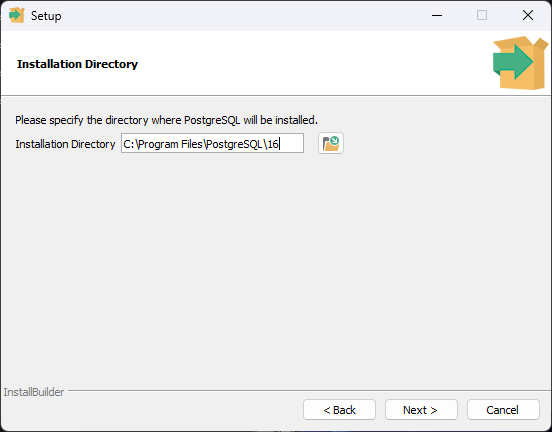 Setup
Installation Directory
Please specify the directory where PostgreSQL will be installed.
Installation Directory C:\Program Files\PostgreSQL\16
InstallBuilder
< Back Next > Cancel